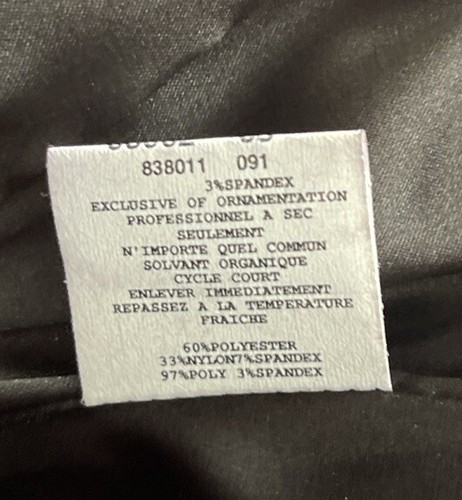 838011 091
3%SPANDEX
EXCLUSIVE OF ORNAMENTATION
PROFESSIONNEL A SEC
SEULEMENT
N'IMPORTE QUEL COMMUN
SOLVANT ORGANIQUE
CYCLE COURT
ENLEVER IMMEDIATEMENT
REPASSEZ A LA TEMPERATURE
FRAICHE
60%POLYESTER
33%NYLON7%SPANDEX
97%POLY 3%SPANDEX